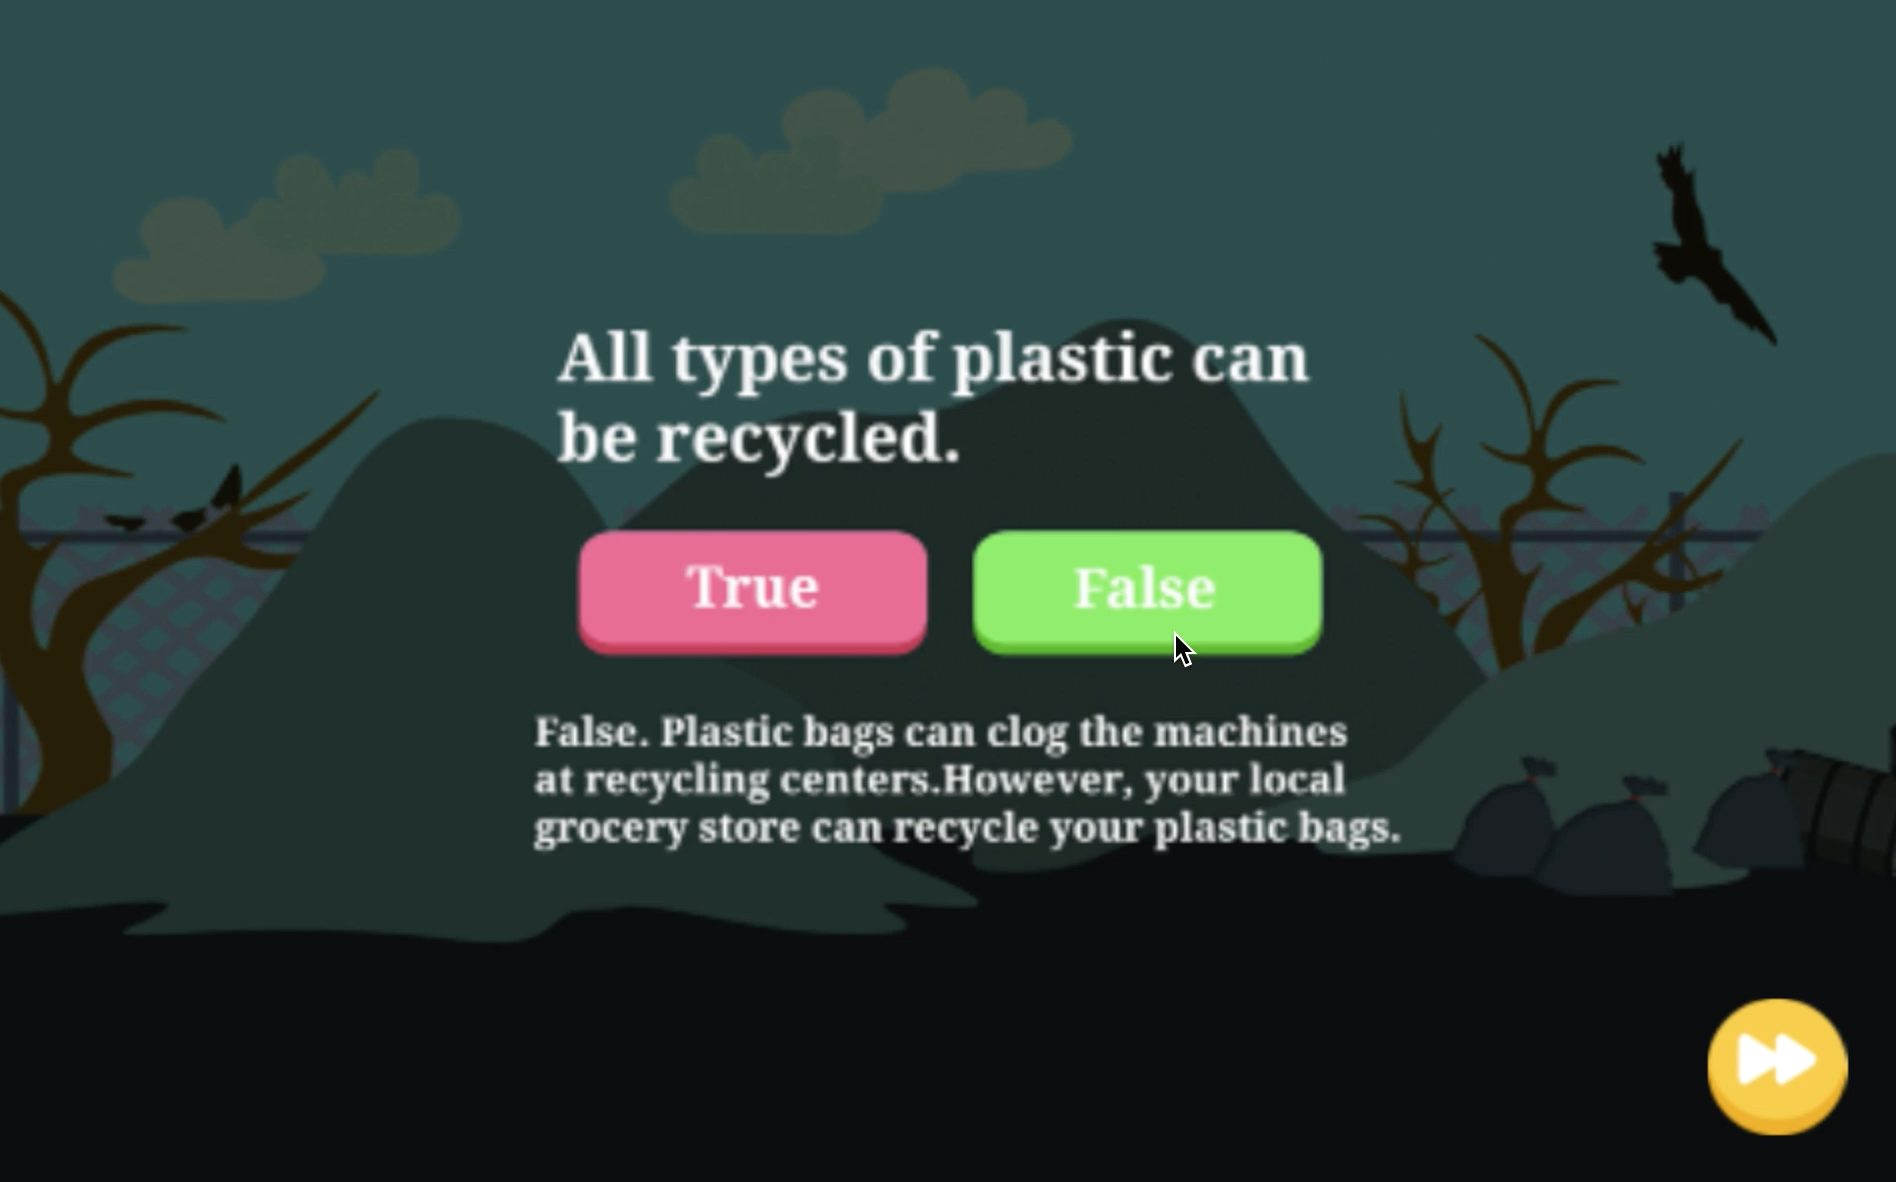 All types of plastic can
be recycled.
True
False
False. Plastic bags can clog the machines
at recycling centers.However, your local
grocery store can recycle your plastic bags.